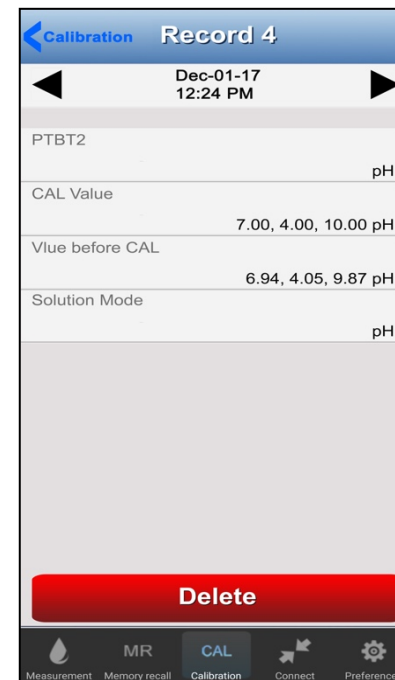 Calibration Record 4
Dec-01-17
12:24 PM
PTBT2
pH
CAL Value
7.00, 4.00, 10.00 pH
Vlue before CAL
6.94, 4.05, 9.87 pH
Solution Mode
pH
Delete
MR CAL
Measurement Memory recall Calibration Connect Preference